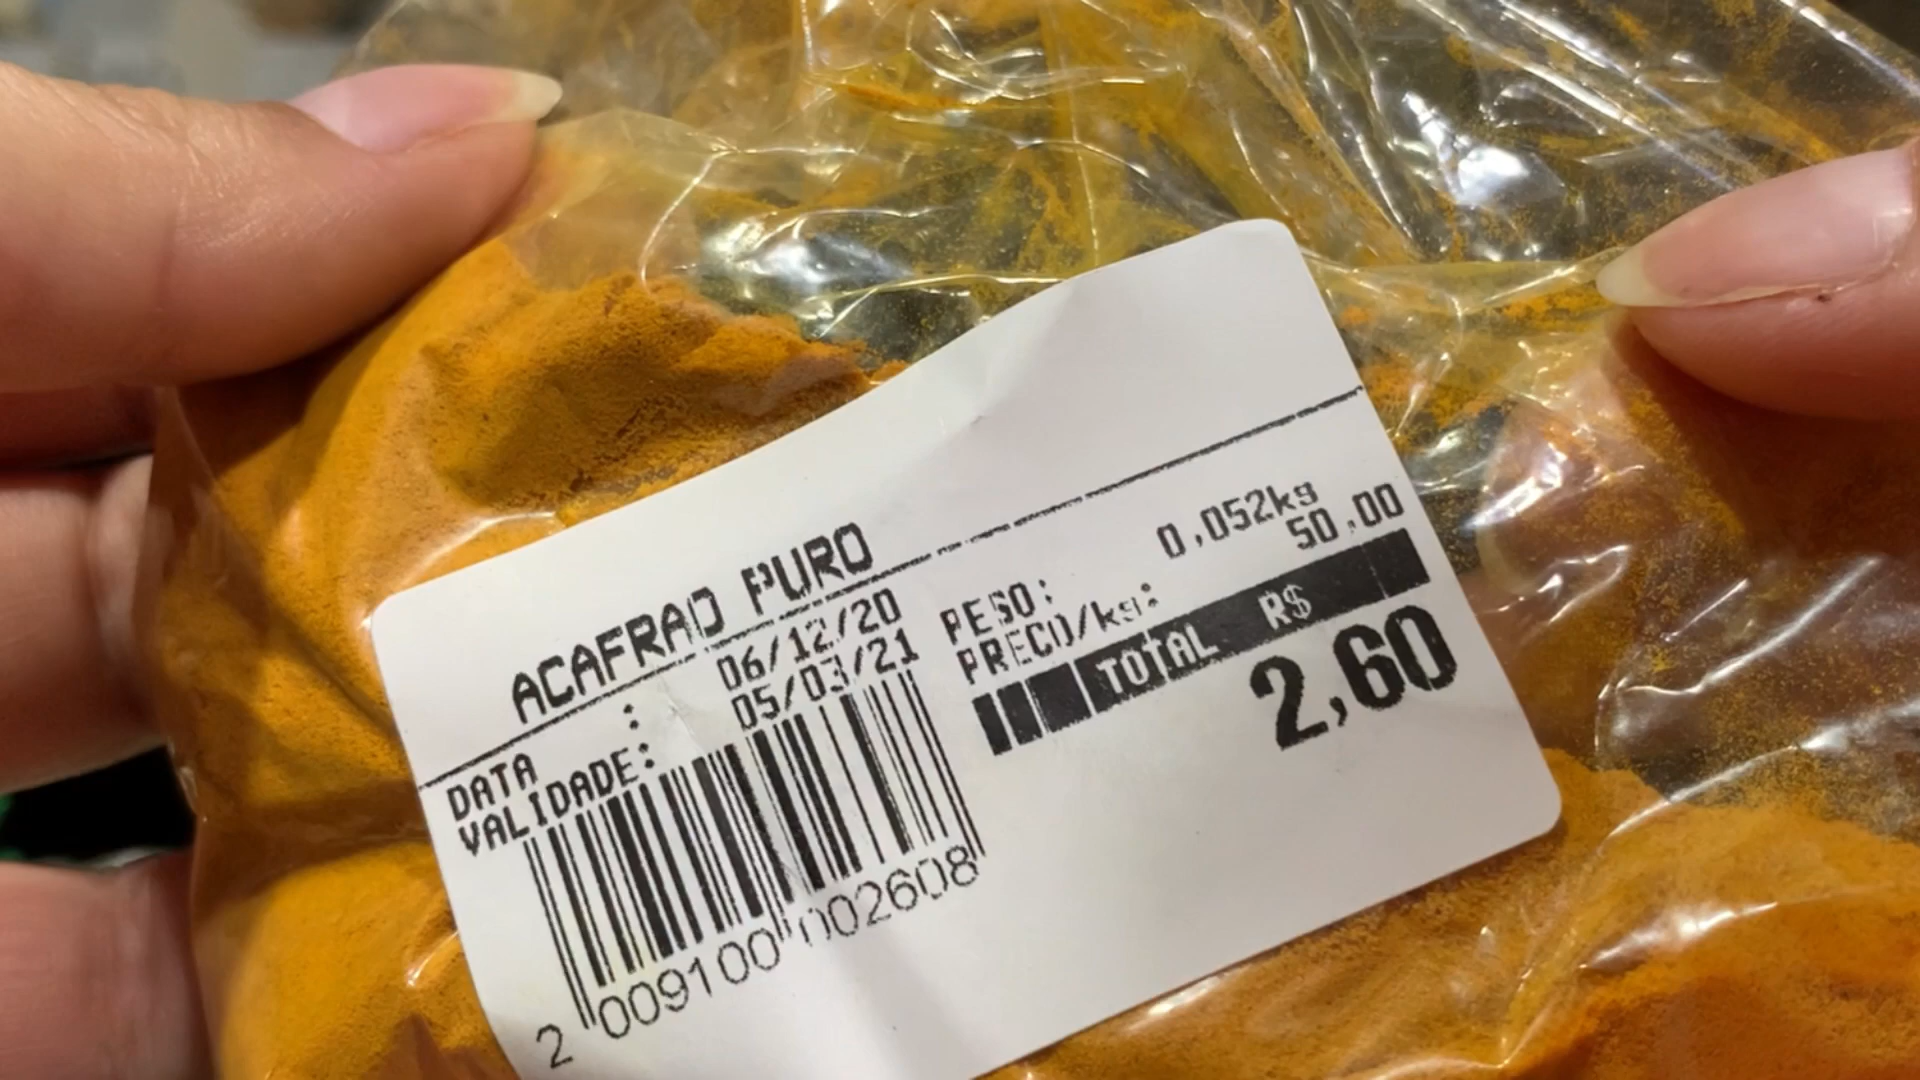 ACAFRAO PURO
DATA : 06/12/20
VALIDADE: 05/03/21
PESO: 0,052kg
PRECO/kg: 50,00
TOTAL R$
2,60
2 009100 002608